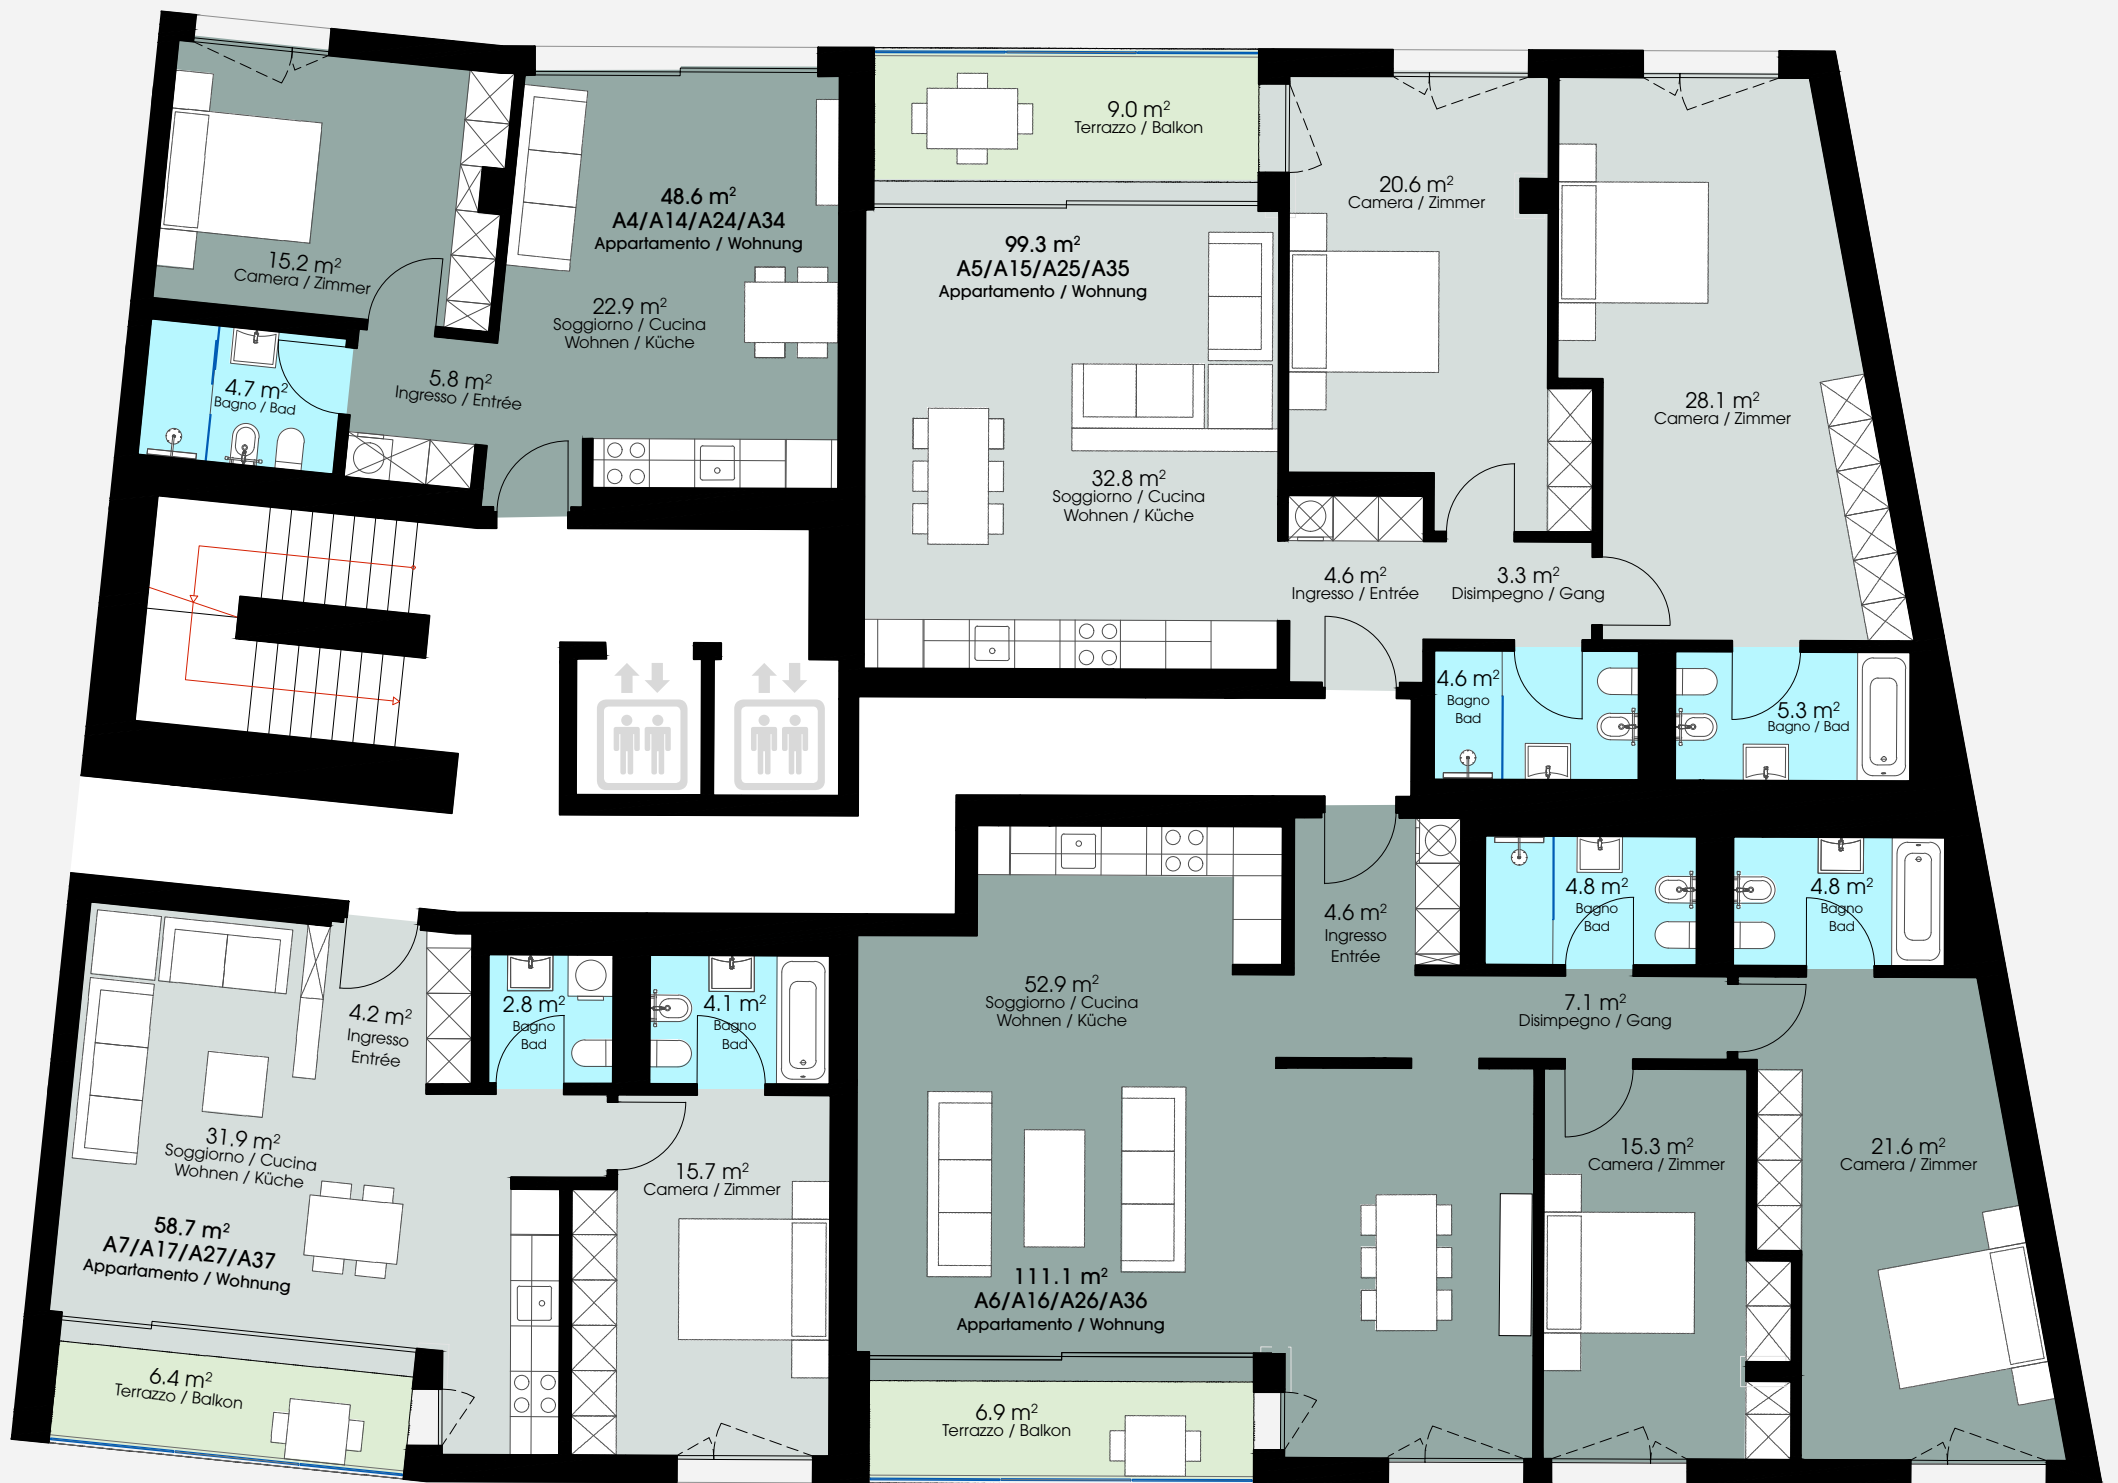 15.2 m²
Camera / Zimmer
48.6 m²
A4/A14/A24/A34
Appartamento / Wohnung
22.9 m²
Soggiorno / Cucina
Wohnen / Küche
4.7 m²
Bagno / Bad
5.8 m²
Ingresso / Entrée
9.0 m²
Terrazzo / Balkon
99.3 m²
A5/A15/A25/A35
Appartamento / Wohnung
20.6 m²
Camera / Zimmer
28.1 m²
Camera / Zimmer
32.8 m²
Soggiorno / Cucina
Wohnen / Küche
4.6 m²
Ingresso / Entrée
3.3 m²
Disimpegno / Gang
4.6 m²
Bagno
Bad
5.3 m²
Bagno / Bad
4.2 m²
Ingresso
Entrée
2.8 m²
Bagno
Bad
4.1 m²
Bagno
Bad
31.9 m²
Soggiorno / Cucina
Wohnen / Küche
58.7 m²
A7/A17/A27/A37
Appartamento / Wohnung
15.7 m²
Camera / Zimmer
6.4 m²
Terrazzo / Balkon
52.9 m²
Soggiorno / Cucina
Wohnen / Küche
4.6 m²
Ingresso
Entrée
4.8 m²
Bagno
Bad
4.8 m²
Bagno
Bad
7.1 m²
Disimpegno / Gang
15.3 m²
Camera / Zimmer
21.6 m²
Camera / Zimmer
111.1 m²
A6/A16/A26/A36
Appartamento / Wohnung
6.9 m²
Terrazzo / Balkon